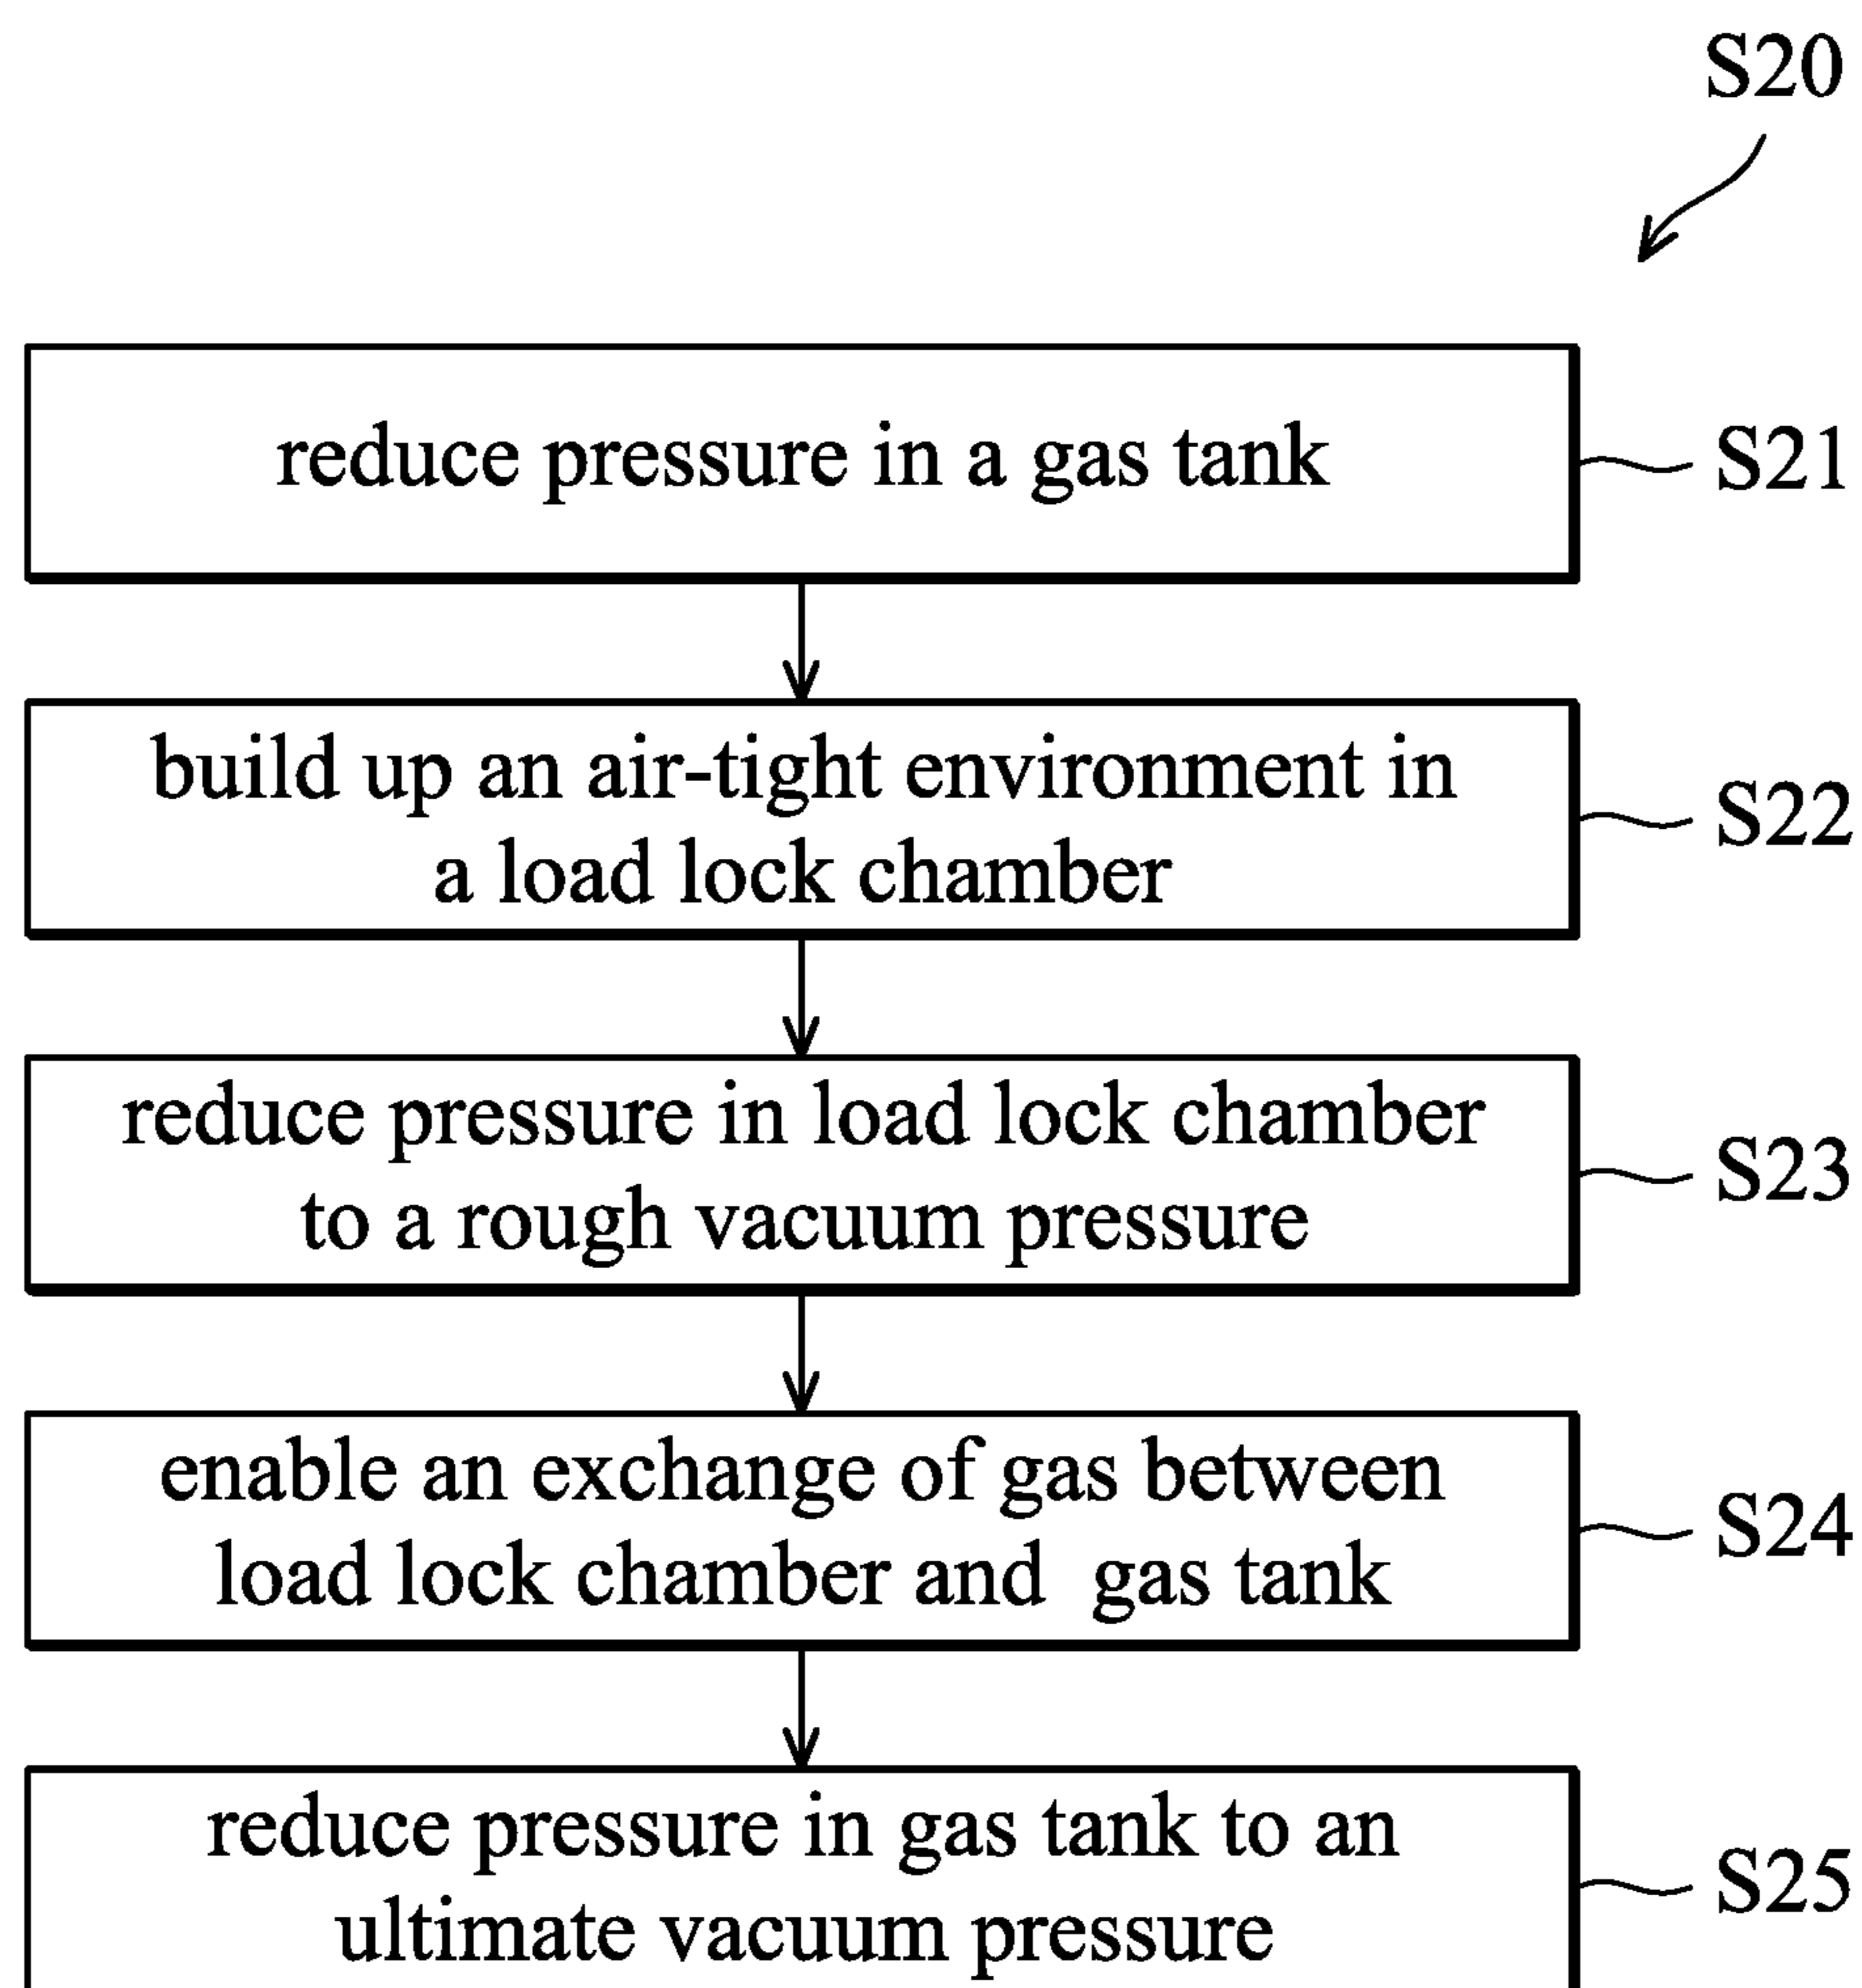 S20
reduce pressure in a gas tank
S21
build up an air-tight environment in
a load lock chamber
S22
reduce pressure in load lock chamber
to a rough vacuum pressure
S23
enable an exchange of gas between
load lock chamber and gas tank
S24
reduce pressure in gas tank to an
ultimate vacuum pressure
S25